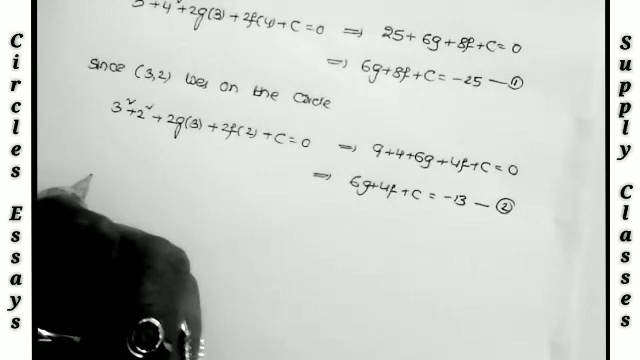 3²+4²+2g(3)+2f(4)+C=0 ⟹ 25+6g+8f+C=0
⟹ 6g+8f+C=-25 —①
Since (3,2) lies on the Circle
3²+2²+2g(3)+2f(2)+C=0 ⟹ 9+4+6g+4f+C=0
⟹ 6g+4f+C=-13 —②
Circles Essays
Supply Classes